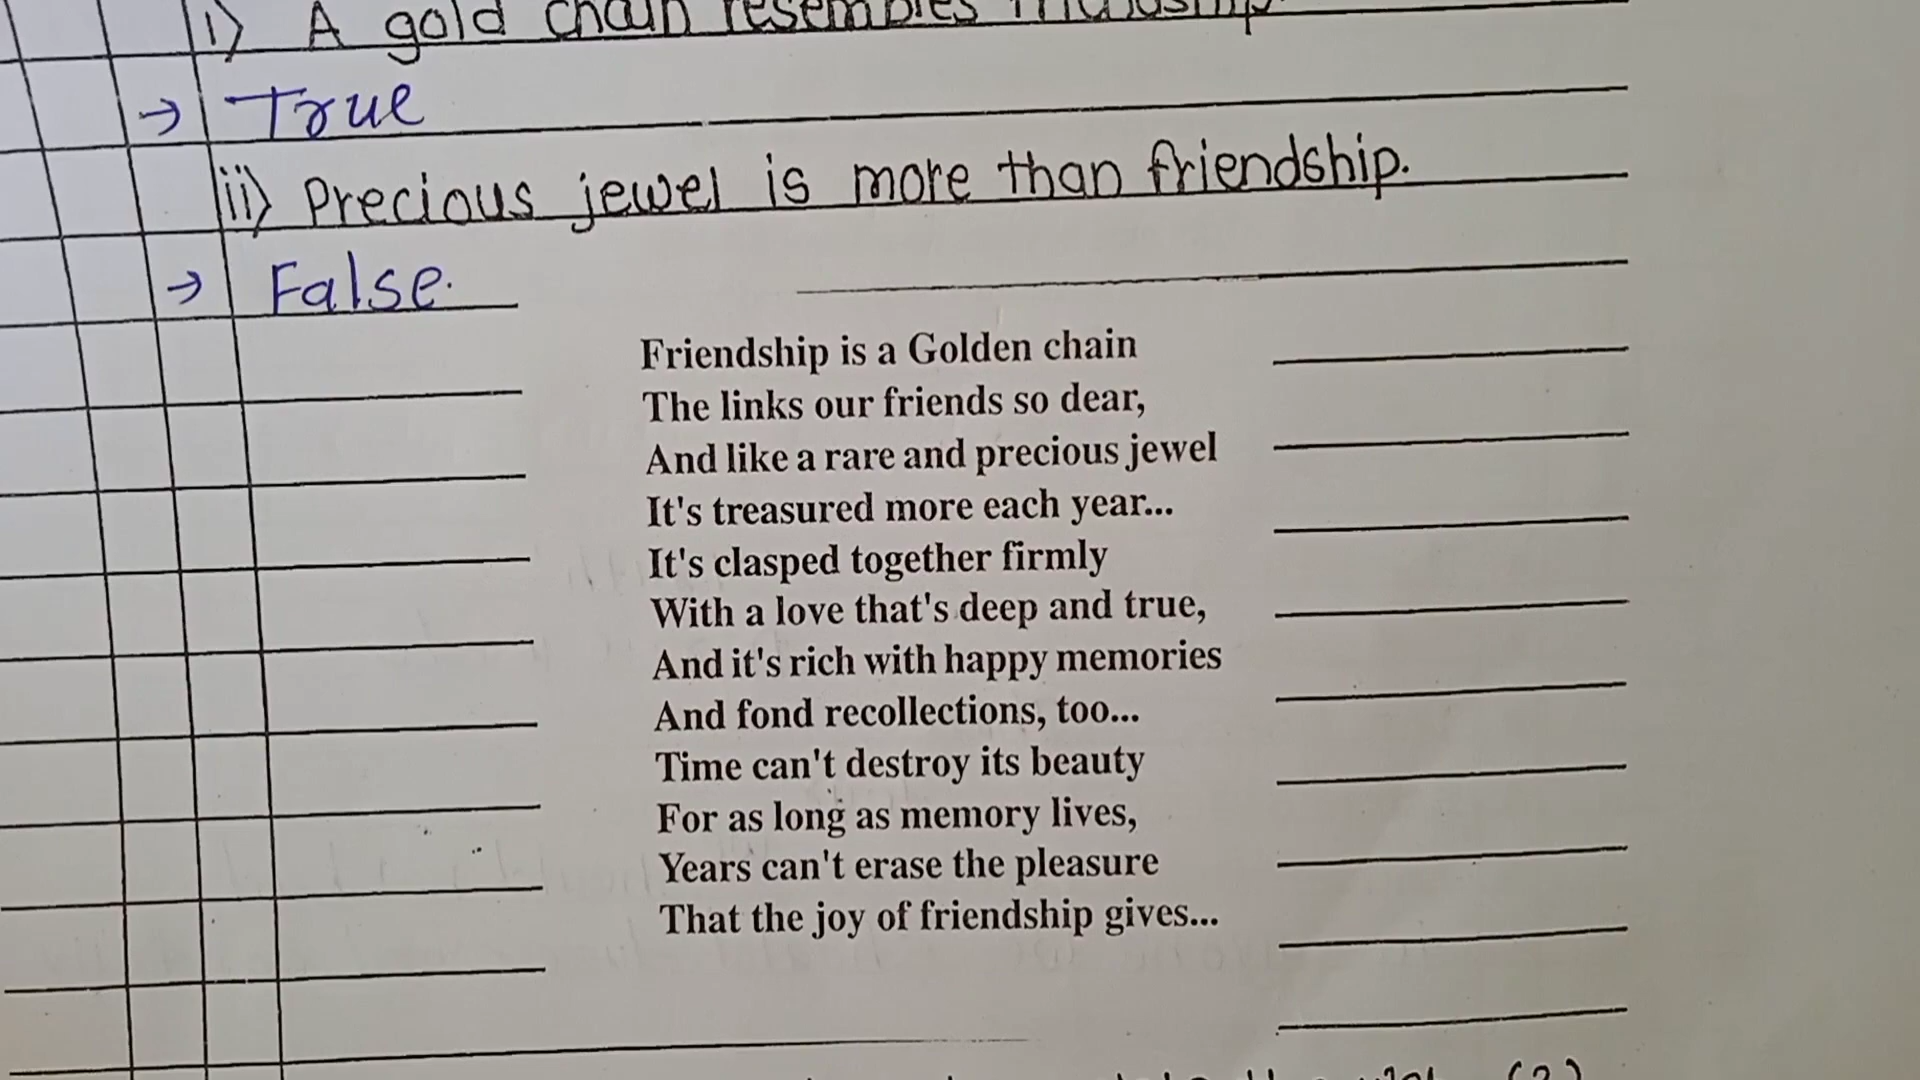 i) A gold chain resembles friendship.
→ True
ii) Precious jewel is more than friendship.
→ False.
Friendship is a Golden chain
The links our friends so dear,
And like a rare and precious jewel
It's treasured more each year...
It's clasped together firmly
With a love that's deep and true,
And it's rich with happy memories
And fond recollections, too...
Time can't destroy its beauty
For as long as memory lives,
Years can't erase the pleasure
That the joy of friendship gives...
(2)